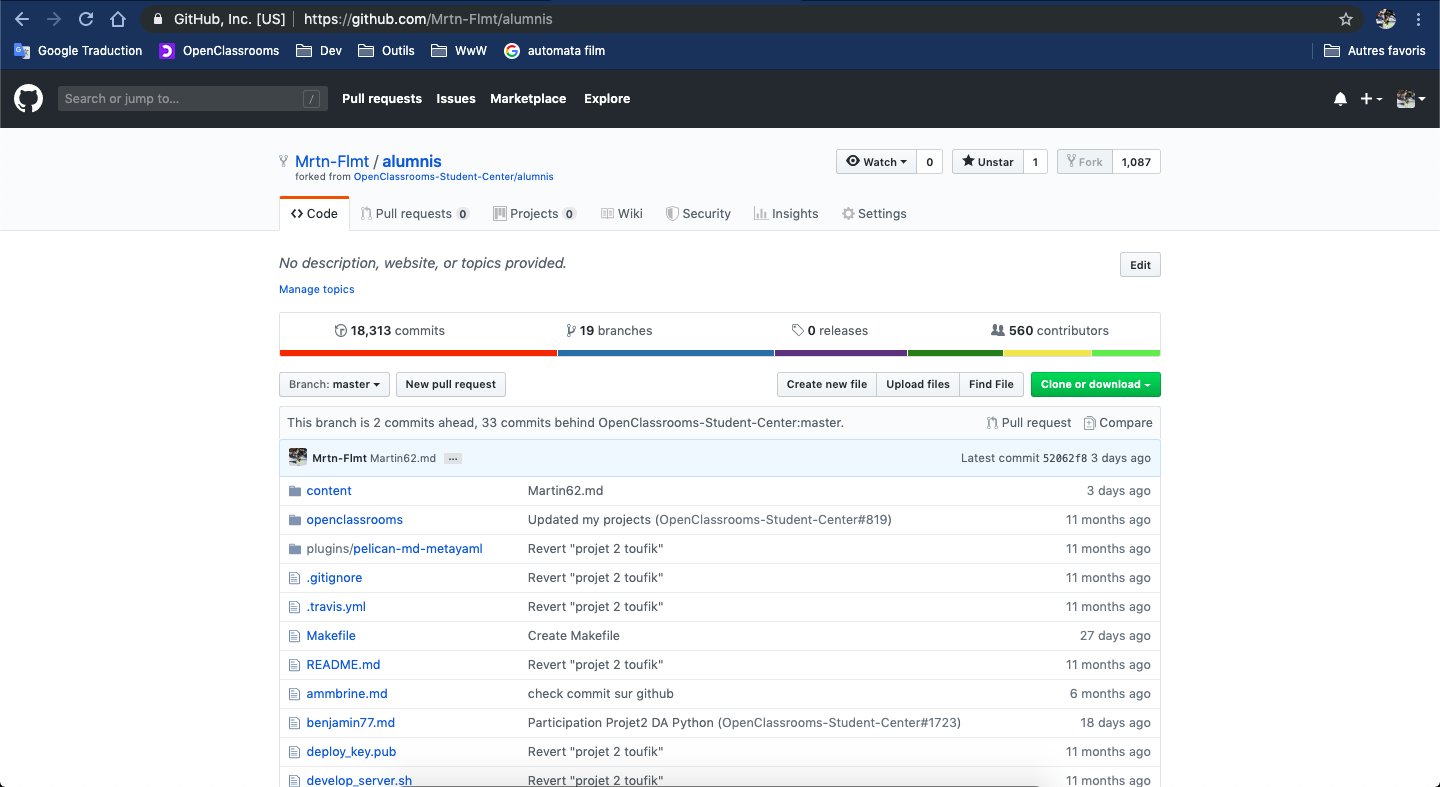 GitHub, Inc. [US] https://github.com/Mrtn-Flmt/alumnis
Google Traduction OpenClassrooms Dev Outils WwW automata film Autres favoris
Search or jump to... / Pull requests Issues Marketplace Explore
Mrtn-Flmt / alumnis Watch 0 Unstar 1 Fork 1,087
forked from OpenClassrooms-Student-Center/alumnis
Code Pull requests 0 Projects 0 Wiki Security Insights Settings
No description, website, or topics provided. Edit
Manage topics
18,313 commits 19 branches 0 releases 560 contributors
Branch: master New pull request Create new file Upload files Find File Clone or download
This branch is 2 commits ahead, 33 commits behind OpenClassrooms-Student-Center:master. Pull request Compare
Mrtn-Flmt Martin62.md ... Latest commit 52062f8 3 days ago
content Martin62.md 3 days ago
openclassrooms Updated my projects (OpenClassrooms-Student-Center#819) 11 months ago
plugins/pelican-md-metayaml Revert "projet 2 toufik" 11 months ago
.gitignore Revert "projet 2 toufik" 11 months ago
.travis.yml Revert "projet 2 toufik" 11 months ago
Makefile Create Makefile 27 days ago
README.md Revert "projet 2 toufik" 11 months ago
ammbrine.md check commit sur github 6 months ago
benjamin77.md Participation Projet2 DA Python (OpenClassrooms-Student-Center#1723) 18 days ago
deploy_key.pub Revert "projet 2 toufik" 11 months ago
develop_server.sh Revert "projet 2 toufik" 11 months ago